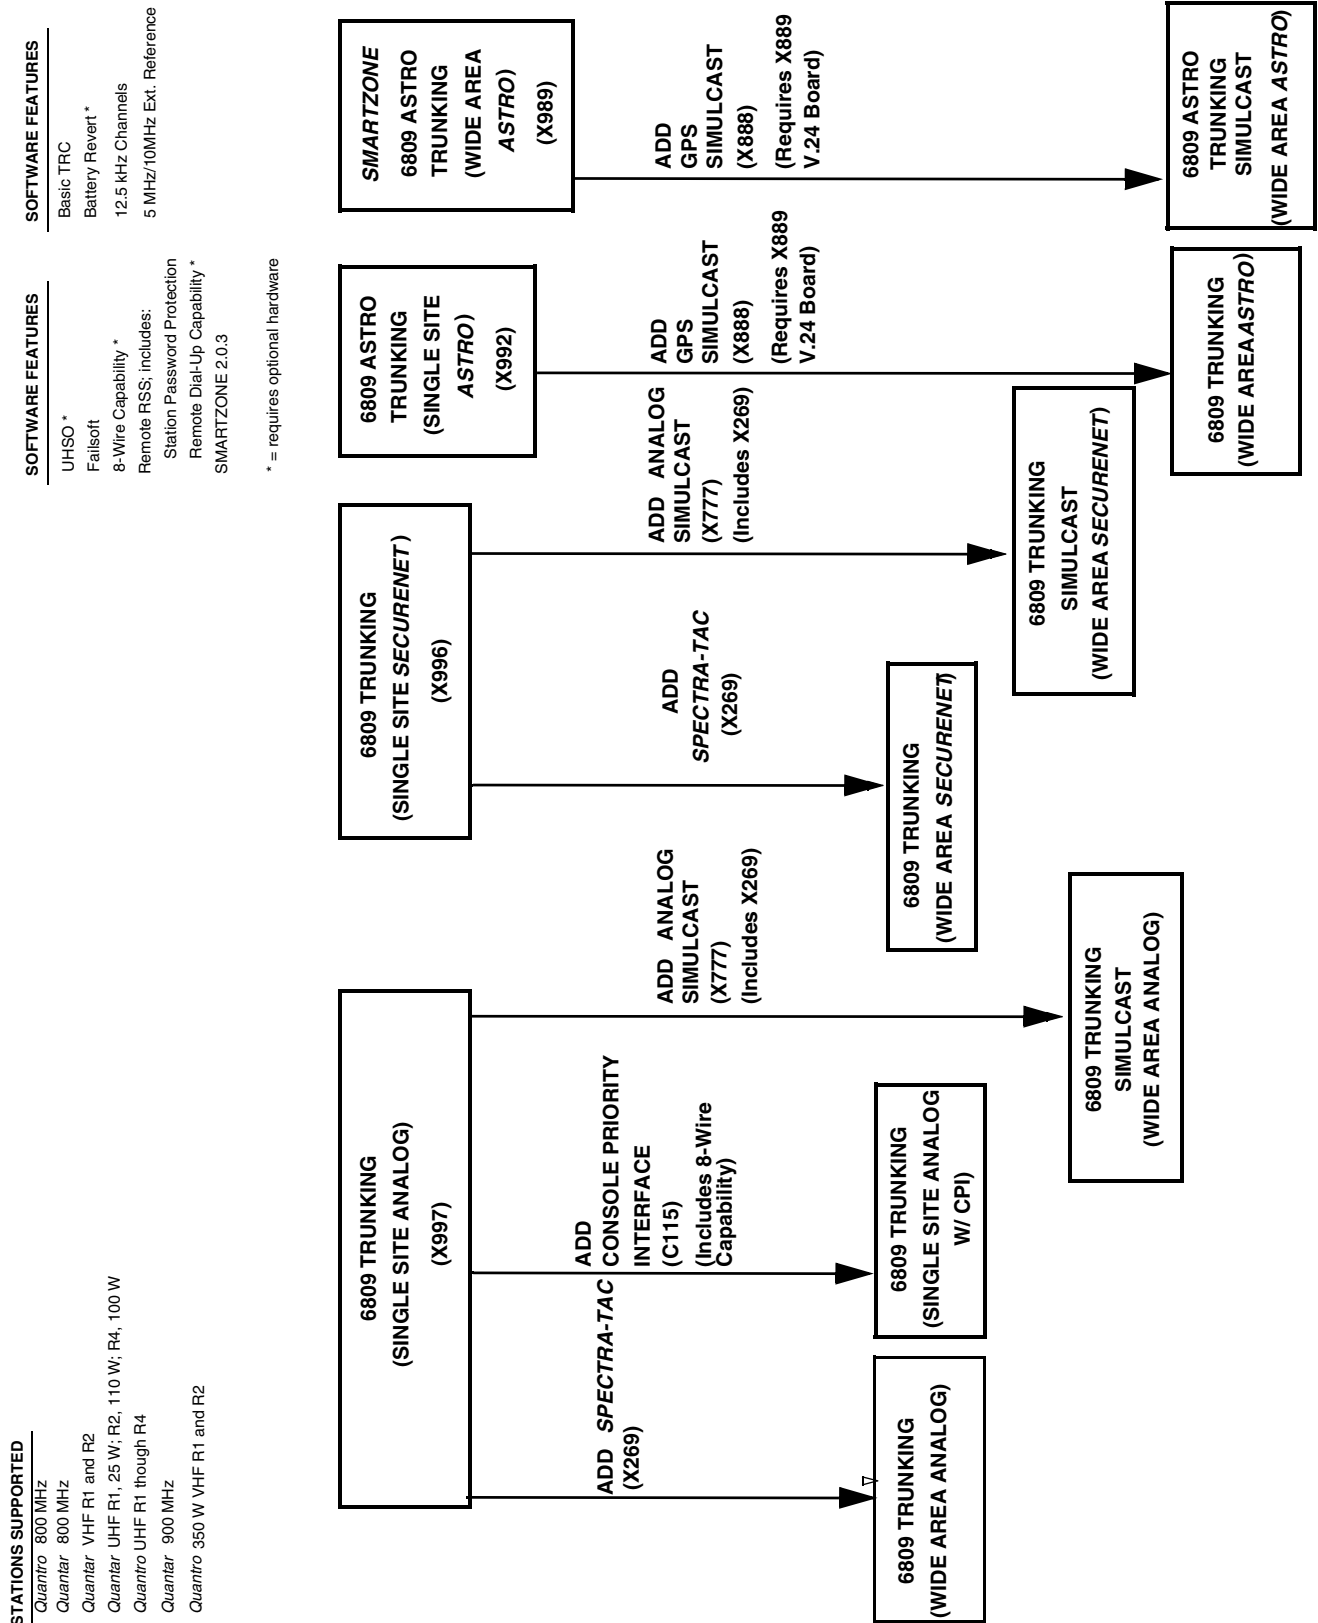 STATIONS SUPPORTED
Quantro 800 MHz
Quantar 800 MHz
Quantar VHF R1 and R2
Quantar UHF R1, 25 W; R2, 110 W; R4, 100 W
Quantro UHF R1 though R4
Quantar 900 MHz
Quantro 350 W VHF R1 and R2
SOFTWARE FEATURES
UHSO *
Failsoft
8-Wire Capability *
Remote RSS; includes:
Station Password Protection
Remote Dial-Up Capability *
SMARTZONE 2.0.3
* = requires optional hardware
SOFTWARE FEATURES
Basic TRC
Battery Revert *
12.5 kHz Channels
5 MHz/10MHz Ext. Reference
6809 TRUNKING
(SINGLE SITE ANALOG)
(X997)
6809 TRUNKING
(SINGLE SITE SECURENET)
(X996)
6809 ASTRO
TRUNKING
(SINGLE SITE
ASTRO)
(X992)
SMARTZONE
6809 ASTRO
TRUNKING
(WIDE AREA
ASTRO)
(X989)
ADD SPECTRA-TAC
(X269)
ADD
CONSOLE PRIORITY
INTERFACE
(C115)
(Includes 8-Wire
Capability)
ADD ANALOG
SIMULCAST
(X777)
(Includes X269)
ADD
SPECTRA-TAC
(X269)
ADD ANALOG
SIMULCAST
(X777)
(Includes X269)
ADD
GPS
SIMULCAST
(X888)
(Requires X889
V.24 Board)
ADD
GPS
SIMULCAST
(X888)
(Requires X889
V.24 Board)
6809 TRUNKING
(WIDE AREA ANALOG)
6809 TRUNKING
(SINGLE SITE ANALOG
W/ CPI)
6809 TRUNKING
SIMULCAST
(WIDE AREA ANALOG)
6809 TRUNKING
(WIDE AREA SECURENET)
6809 TRUNKING
SIMULCAST
(WIDE AREA SECURENET)
6809 TRUNKING
(WIDE AREA ASTRO)
6809 ASTRO
TRUNKING
SIMULCAST
(WIDE AREA ASTRO)